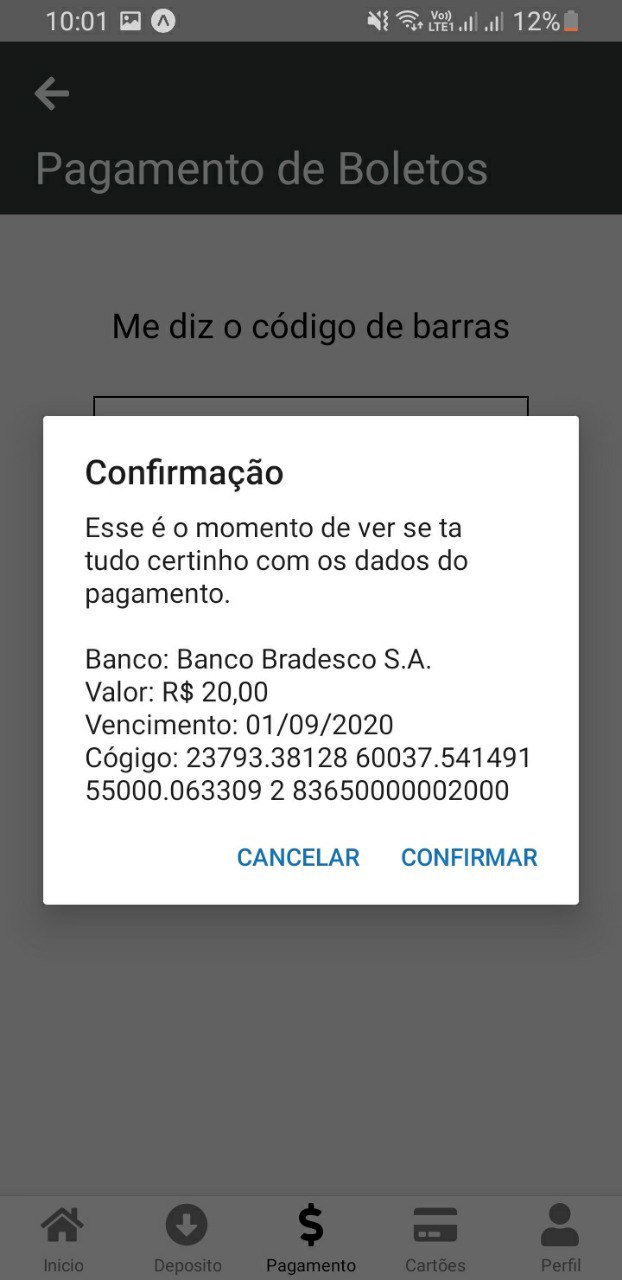 10:01
Vo))
LTE1
12%
Pagamento de Boletos
Me diz o código de barras
Confirmação
Esse é o momento de ver se ta
tudo certinho com os dados do
pagamento.
Banco: Banco Bradesco S.A.
Valor: R$ 20,00
Vencimento: 01/09/2020
Cógigo: 23793.38128 60037.541491
55000.063309 2 83650000002000
CANCELAR CONFIRMAR
Inicio Deposito Pagamento Cartões Perfil